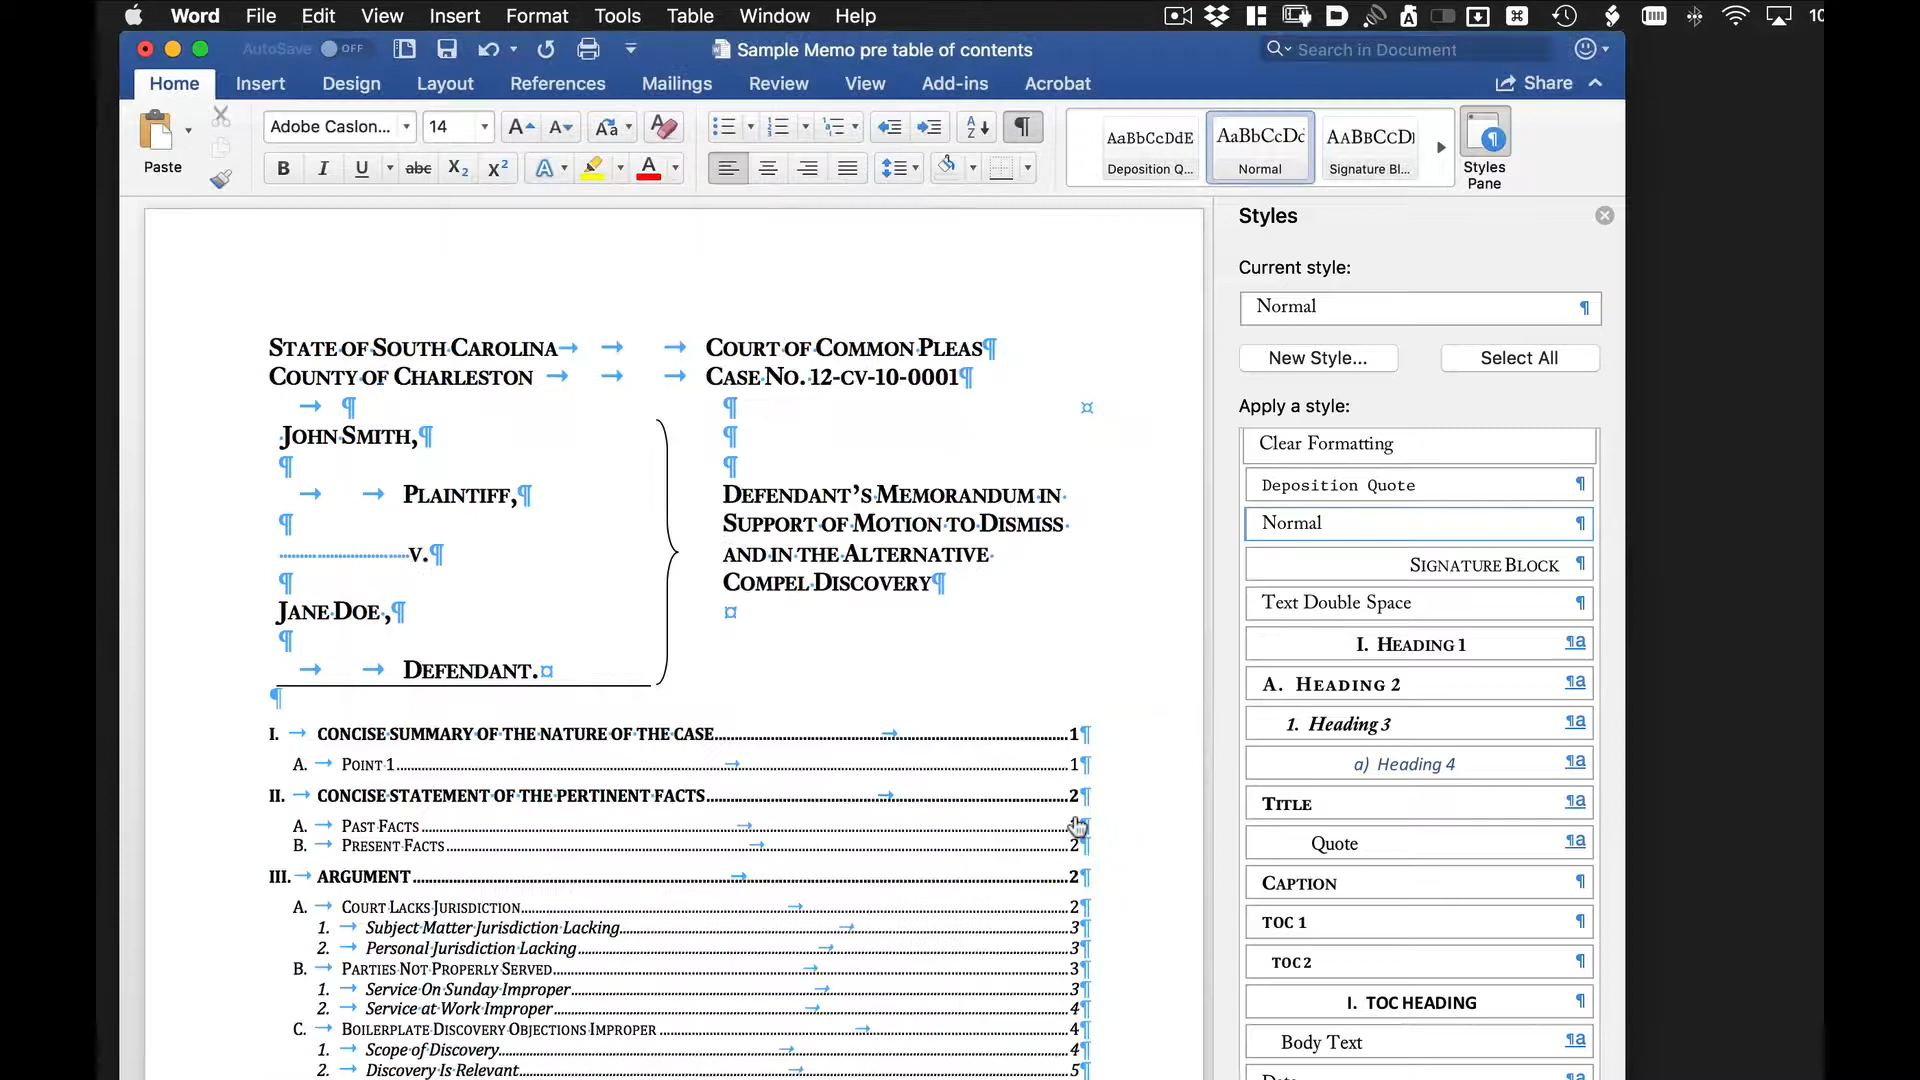 Word File Edit View Insert Format Tools Table Window Help
AutoSave OFF Sample Memo pre table of contents Search in Document
Home Insert Design Layout References Mailings Review View Add-ins Acrobat Share
Paste
Adobe Caslon... 14
B I U abc X2 X2 A A
AaBbCcDdE AaBbCcDc AaBbCcDI
Deposition Q... Normal Signature Bl...
Styles Pane
State of South Carolina Court of Common Pleas
County of Charleston Case No. 12-cv-10-0001
John Smith,
Plaintiff,
v.
Jane Doe,
Defendant.
Defendant’s Memorandum in
Support of Motion to Dismiss
and in the Alternative
Compel Discovery
I. CONCISE SUMMARY OF THE NATURE OF THE CASE 1
A. Point 1 1
II. CONCISE STATEMENT OF THE PERTINENT FACTS 2
A. Past Facts
B. Present Facts 2
III. ARGUMENT 2
A. Court Lacks Jurisdiction 2
1. Subject Matter Jurisdiction Lacking 3
2. Personal Jurisdiction Lacking 3
B. Parties Not Properly Served 3
1. Service On Sunday Improper 3
2. Service at Work Improper 4
C. Boilerplate Discovery Objections Improper 4
1. Scope of Discovery 4
2. Discovery Is Relevant 5
Styles
Current style:
Normal
New Style... Select All
Apply a style:
Clear Formatting
Deposition Quote
Normal
Signature Block
Text Double Space
I. Heading 1
A. Heading 2
1. Heading 3
a) Heading 4
Title
Quote
Caption
TOC 1
TOC 2
I. TOC HEADING
Body Text